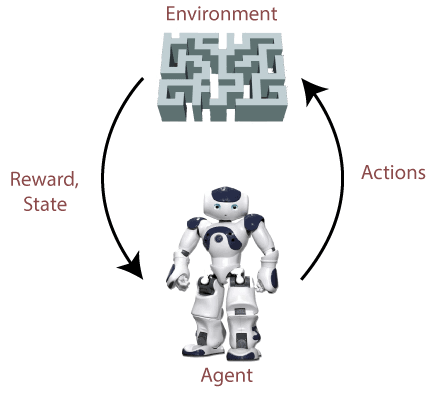 Environment
Reward,
State
Actions
Agent